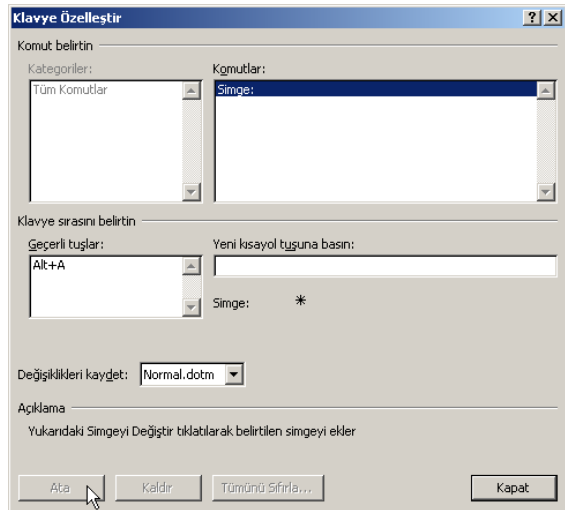 Klavye Özelleştir
Komut belirtin
Kategoriler: Komutlar:
Tüm Komutlar Simge:
Klavye sırasını belirtin
Geçerli tuşlar: Yeni kısayol tuşuna basın:
Alt+A
Simge: *
Değişiklikleri kaydet: Normal.dotm
Açıklama
Yukarıdaki Simgeyi Değiştir tıklatılarak belirtilen simgeyi ekler
Ata Kaldır Tümünü Sıfırla... Kapat